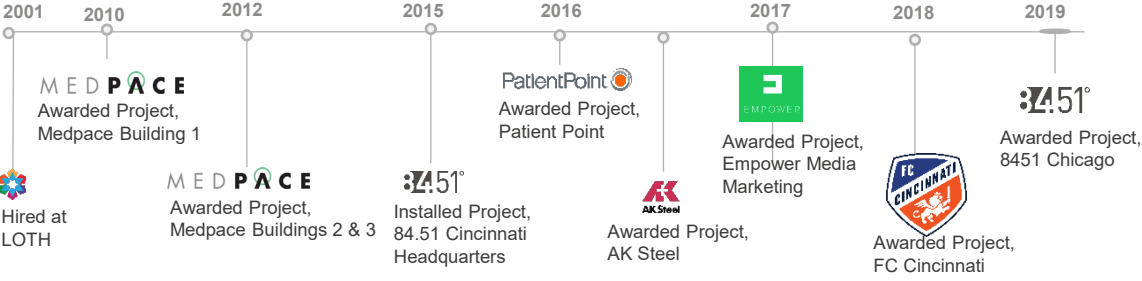 2001
2010
2012
2015
2016
2017
2018
2019
Hired at
LOTH
MEDPACE
Awarded Project,
Medpace Building 1
MEDPACE
Awarded Project,
Medpace Buildings 2 & 3
84.51°
Installed Project,
84.51 Cincinnati
Headquarters
PatientPoint
Awarded Project,
Patient Point
AK
AK Steel
Awarded Project,
AK Steel
EMPOWER
Awarded Project,
Empower Media
Marketing
FC
CINCINNATI
Awarded Project,
FC Cincinnati
84.51°
Awarded Project,
8451 Chicago